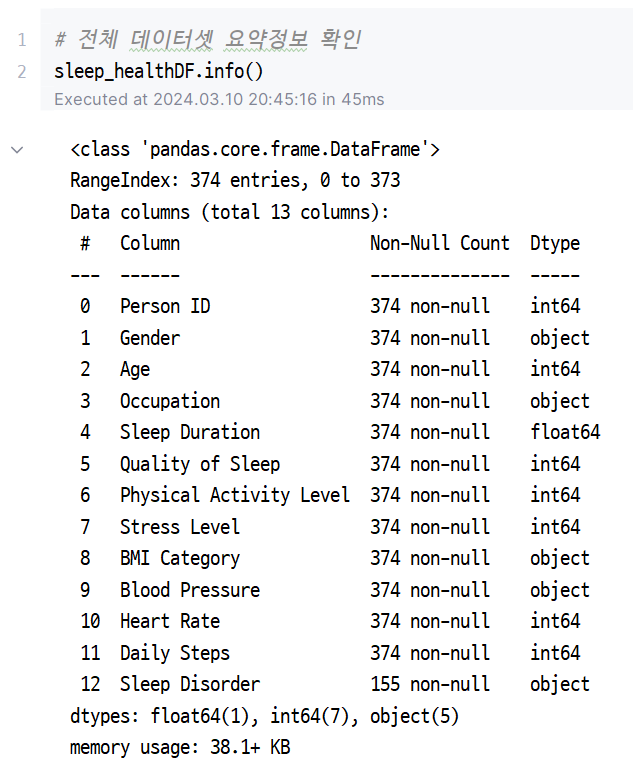 1 # 전체 데이터셋 요약정보 확인
2 sleep_healthDF.info()
Executed at 2024.03.10 20:45:16 in 45ms
<class 'pandas.core.frame.DataFrame'>
RangeIndex: 374 entries, 0 to 373
Data columns (total 13 columns):
 #   Column                   Non-Null Count  Dtype
---  ------                   --------------  -----
 0   Person ID                374 non-null    int64
 1   Gender                   374 non-null    object
 2   Age                      374 non-null    int64
 3   Occupation               374 non-null    object
 4   Sleep Duration           374 non-null    float64
 5   Quality of Sleep         374 non-null    int64
 6   Physical Activity Level  374 non-null    int64
 7   Stress Level             374 non-null    int64
 8   BMI Category             374 non-null    object
 9   Blood Pressure           374 non-null    object
 10  Heart Rate               374 non-null    int64
 11  Daily Steps              374 non-null    int64
 12  Sleep Disorder           155 non-null    object
dtypes: float64(1), int64(7), object(5)
memory usage: 38.1+ KB